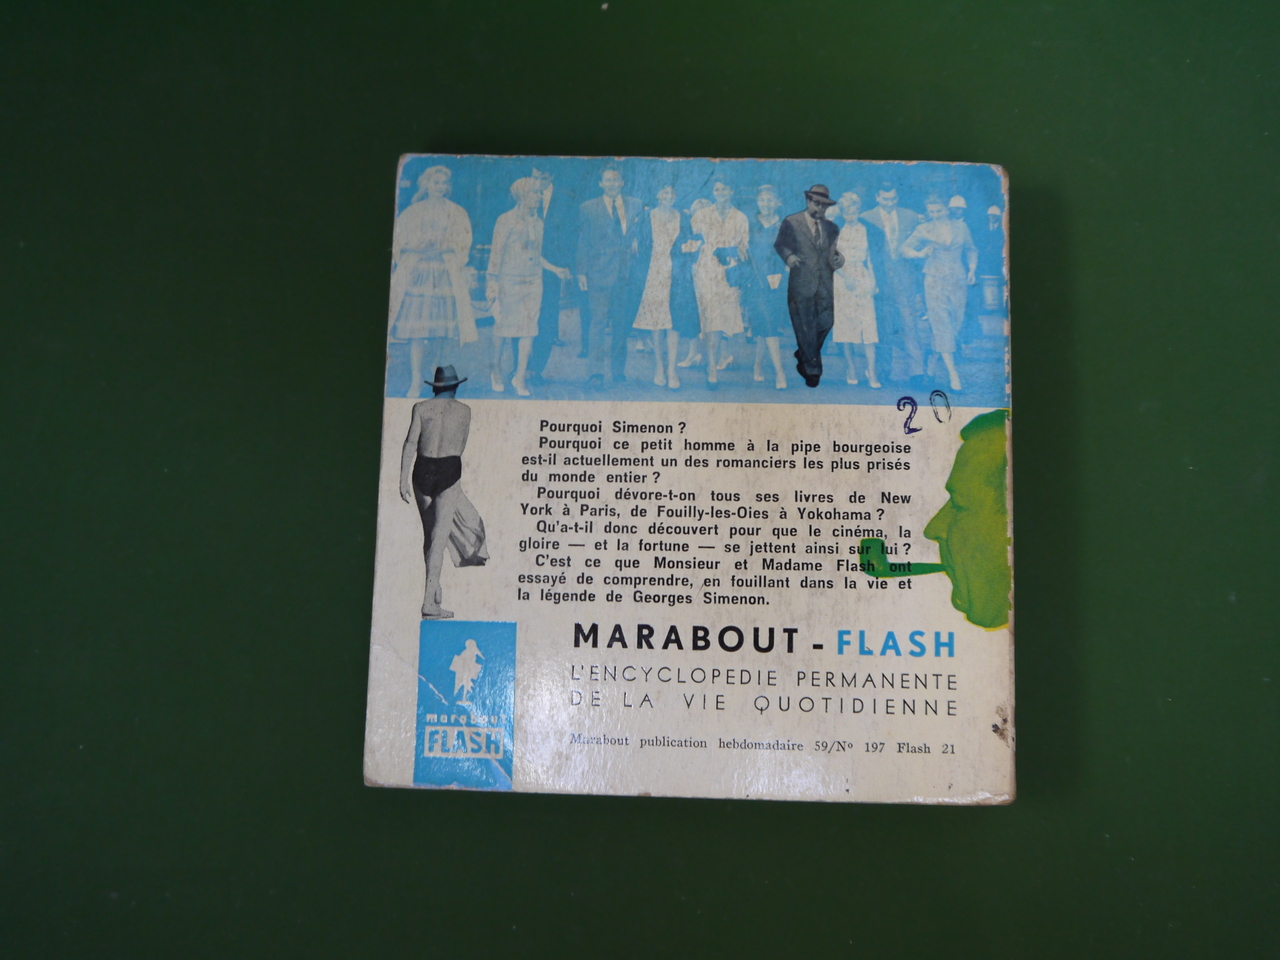 20
Pourquoi Simenon ?
Pourquoi ce petit homme à la pipe bourgeoise
est-il actuellement un des romanciers les plus prisés
du monde entier ?
Pourquoi dévore-t-on tous ses livres de New
York à Paris, de Fouilly-les-Oies à Yokohama ?
Qu'a-t-il donc découvert pour que le cinéma, la
gloire — et la fortune — se jettent ainsi sur lui ?
C'est ce que Monsieur et Madame Flash ont
essayé de comprendre, en fouillant dans la vie et
la légende de Georges Simenon.
MARABOUT - FLASH
L'ENCYCLOPEDIE PERMANENTE
DE LA VIE QUOTIDIENNE
marabout
FLASH
Marabout publication hebdomadaire 59/Nº 197 Flash 21